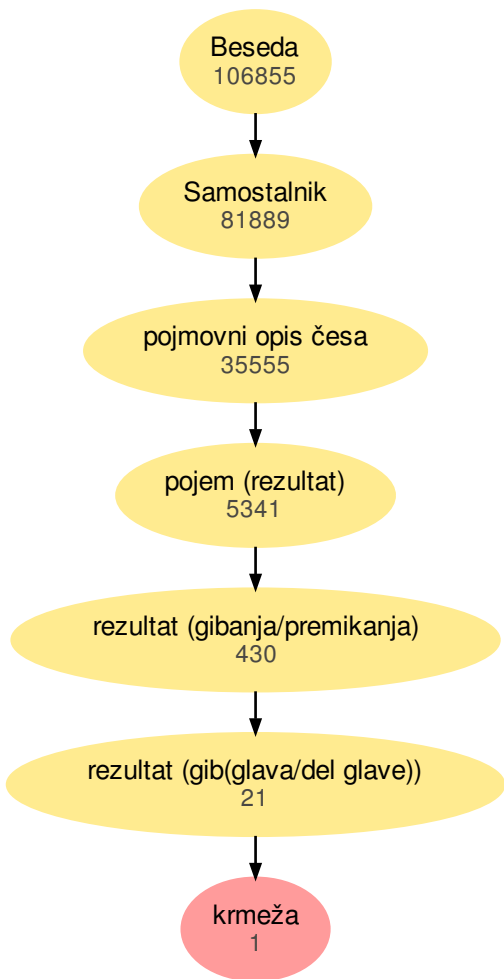 Beseda
106855
Samostalnik
81889
pojmovni opis česa
35555
pojem (rezultat)
5341
rezultat (gibanja/premikanja)
430
rezultat (gib(glava/del glave))
21
krmeža
1